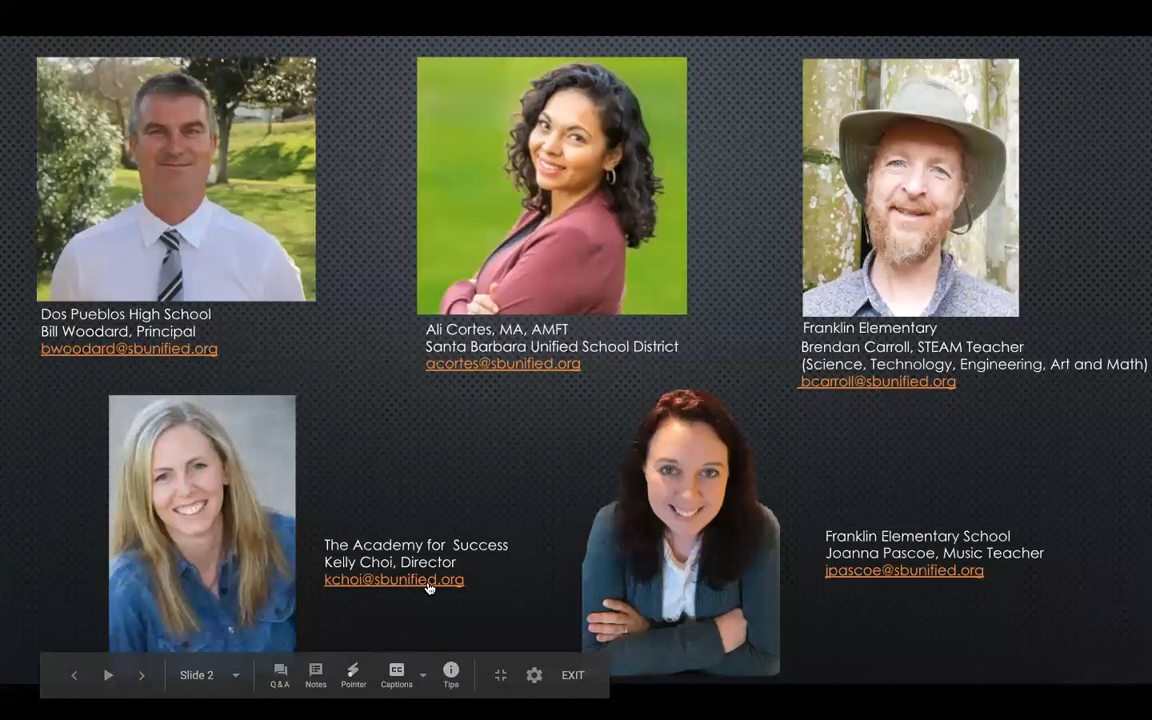 Dos Pueblos High School
Bill Woodard, Principal
bwoodard@sbunified.org
Ali Cortes, MA, AMFT
Santa Barbara Unified School District
acortes@sbunified.org
Franklin Elementary
Brendan Carroll, STEAM Teacher
(Science, Technology, Engineering, Art and Math)
bcarroll@sbunified.org
The Academy for  Success
Kelly Choi, Director
kchoi@sbunified.org
Franklin Elementary School
Joanna Pascoe, Music Teacher
jpascoe@sbunified.org
Slide 2 Q&A Notes Pointer CC Captions Tips EXIT